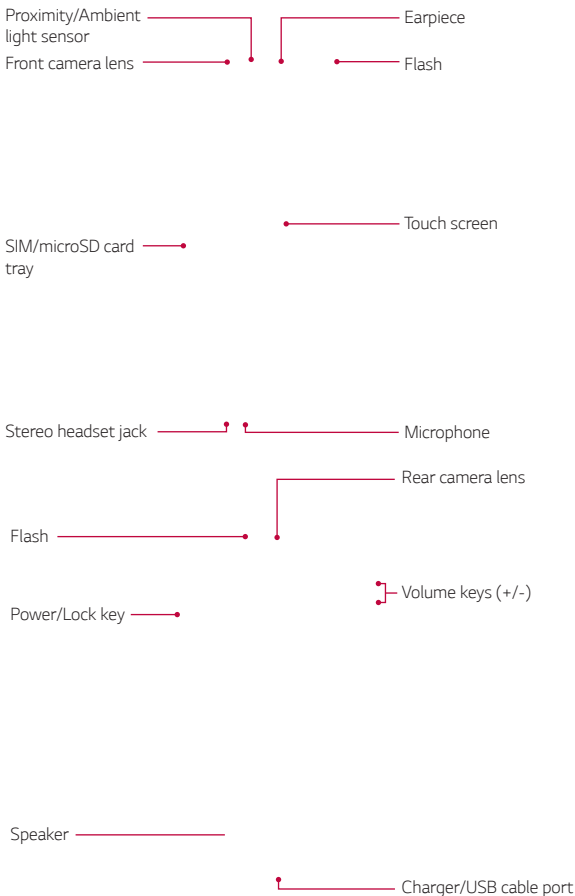 Proximity/Ambient
light sensor
Earpiece
Front camera lens
Flash
Touch screen
SIM/microSD card
tray
Stereo headset jack
Microphone
Rear camera lens
Flash
Volume keys (+/-)
Power/Lock key
Speaker
Charger/USB cable port